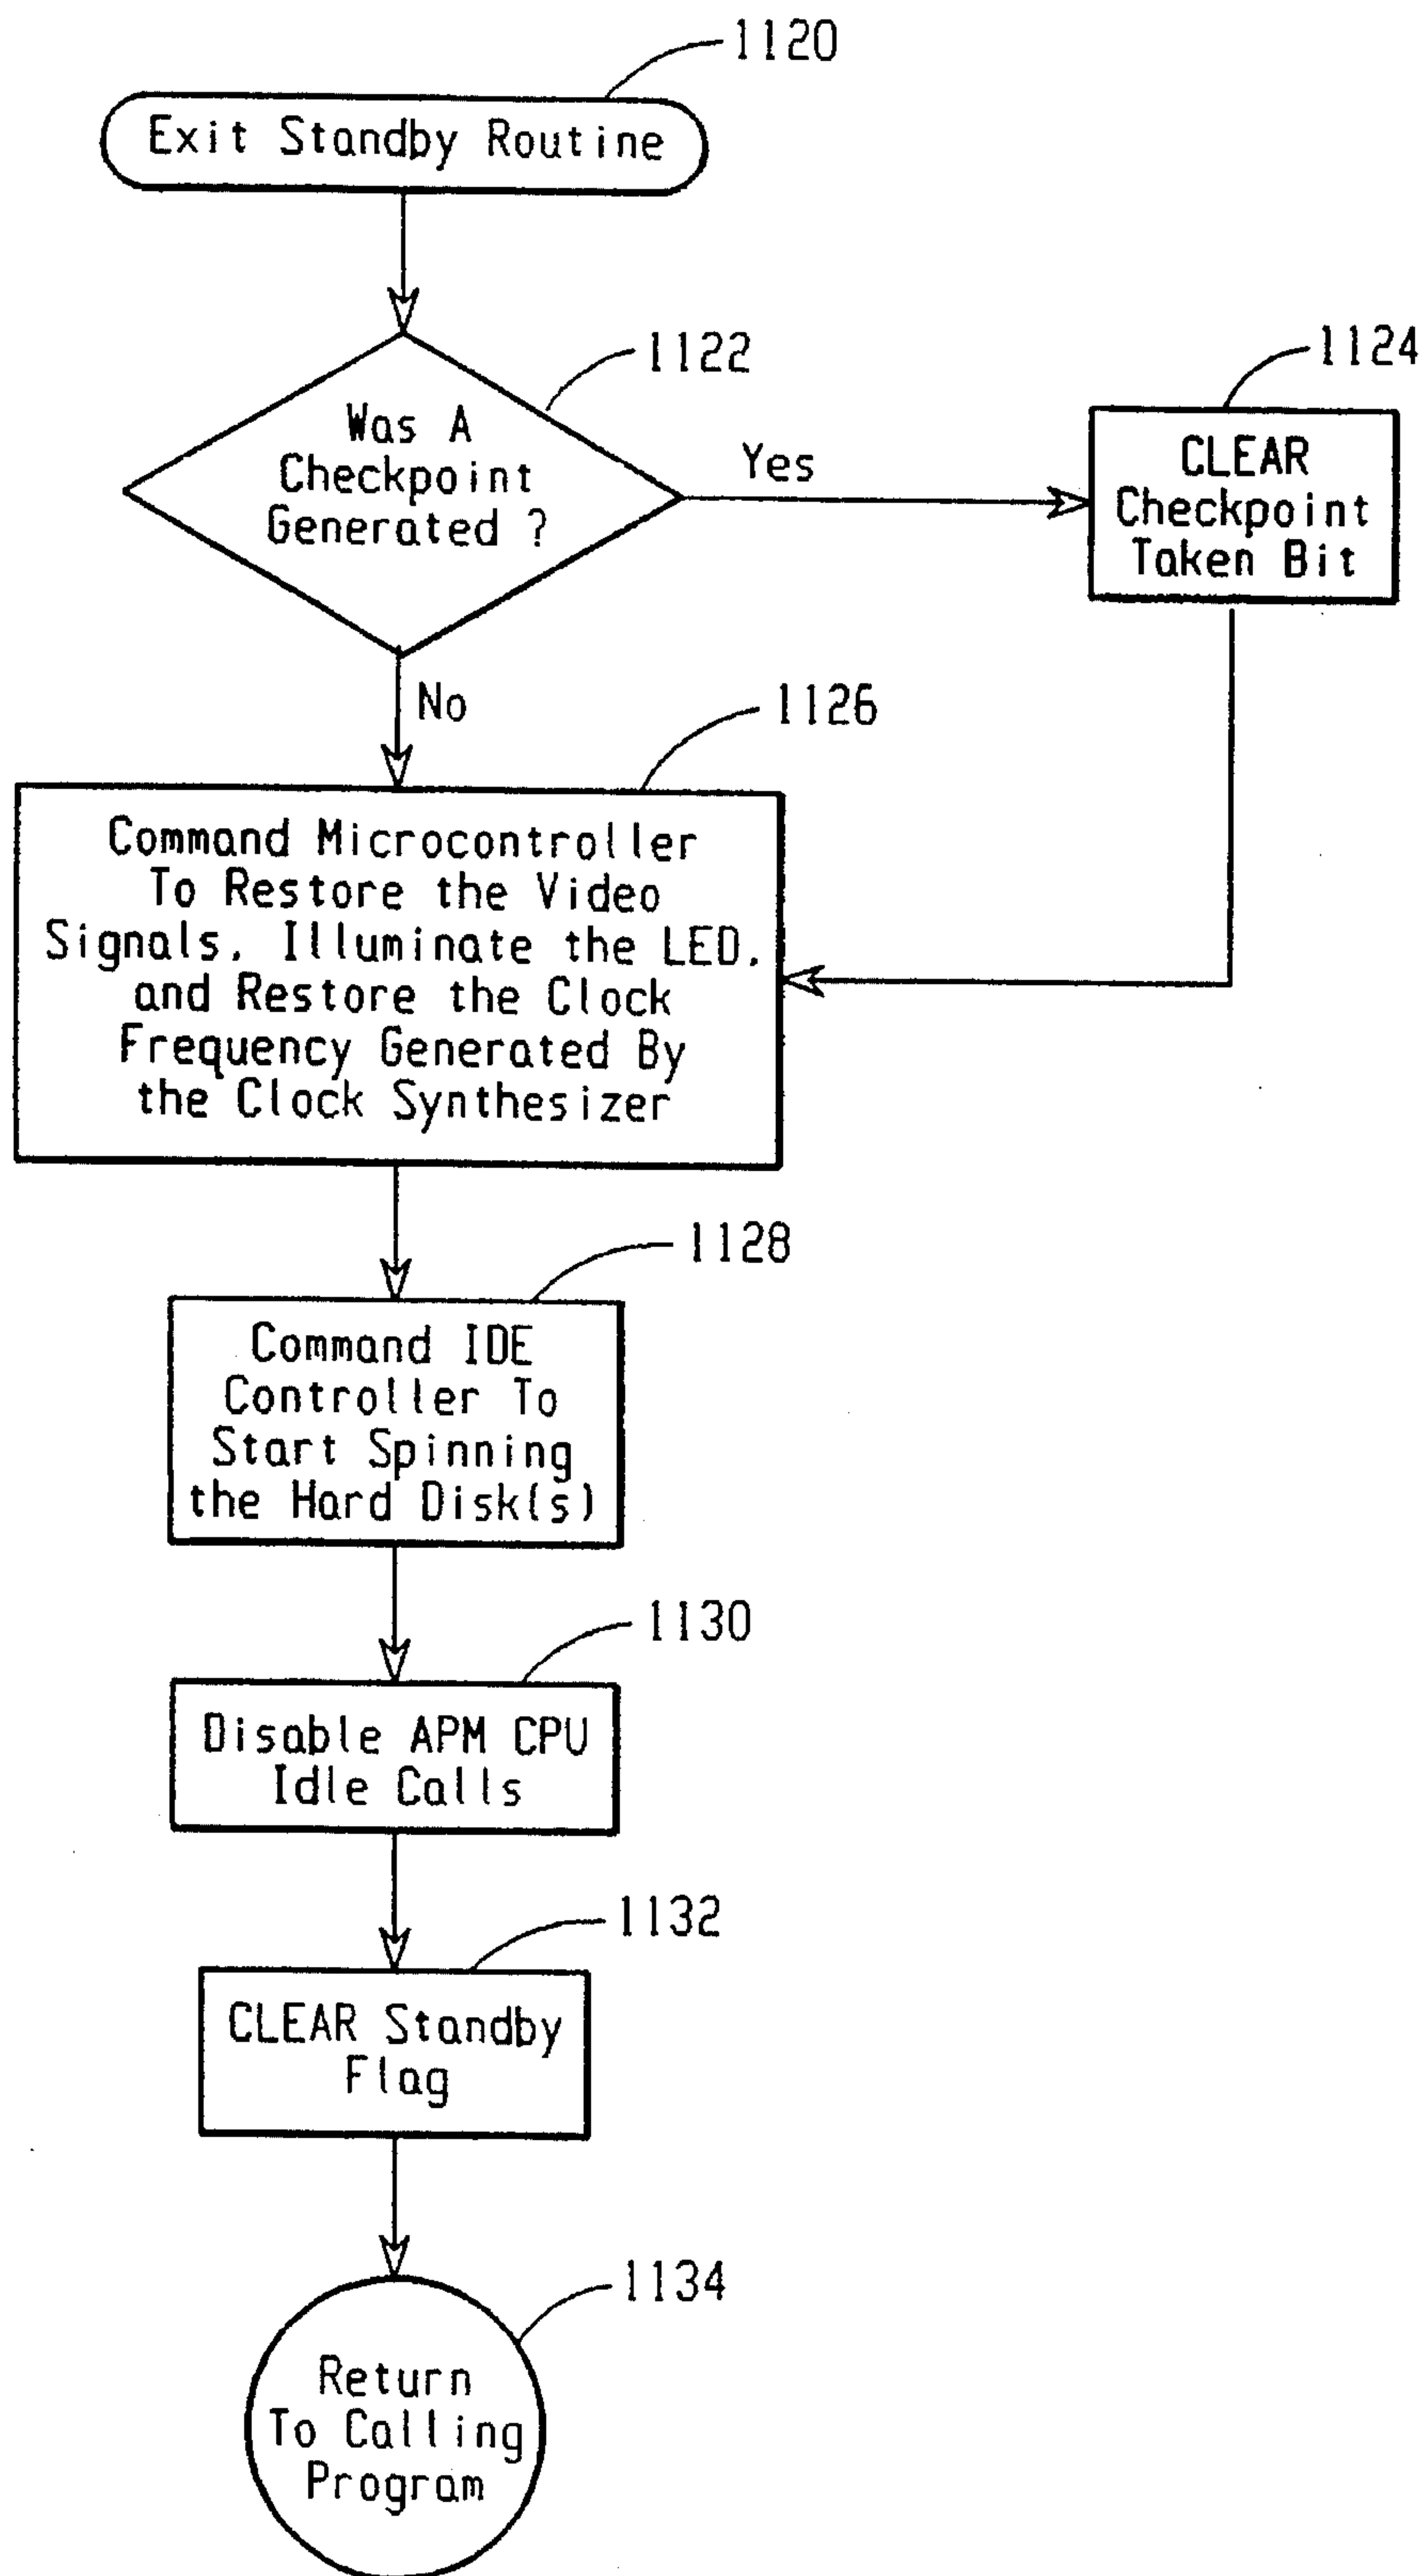 1120
Exit Standby Routine
1122
Was A
Checkpoint
Generated ?
Yes
1124
CLEAR
Checkpoint
Taken Bit
No
1126
Command Microcontroller
To Restore the Video
Signals, Illuminate the LED,
and Restore the Clock
Frequency Generated By
the Clock Synthesizer
1128
Command IDE
Controller To
Start Spinning
the Hard Disk(s)
1130
Disable APM CPU
Idle Calls
1132
CLEAR Standby
Flag
1134
Return
To Calling
Program